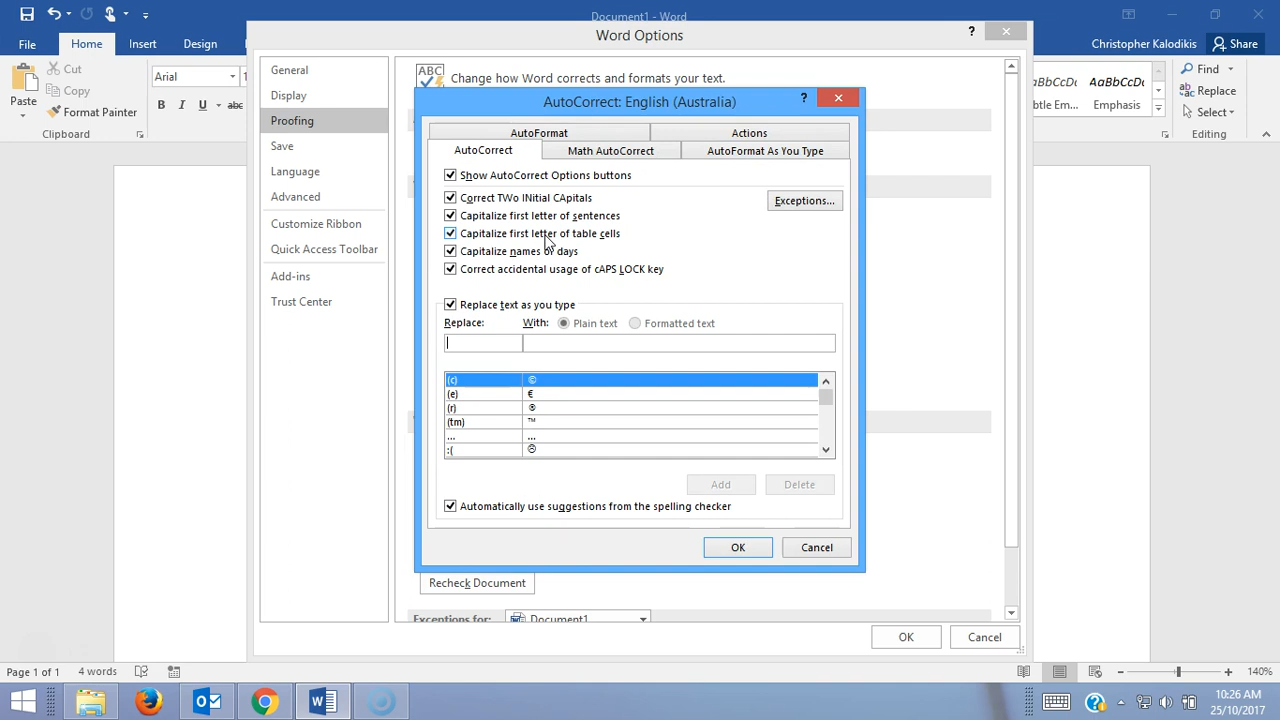 Document1 - Word
Word Options
?
File
Home
Insert
Design
Christopher Kalodikis
Share
Paste
Cut
Copy
Format Painter
Arial
B I U abc
AaBbCcDc
AaBbCcDc
tle Em...
Emphasis
Find
Replace
Select
Editing
General
Display
Proofing
Save
Language
Advanced
Customize Ribbon
Quick Access Toolbar
Add-ins
Trust Center
ABC
Change how Word corrects and formats your text.
AutoCorrect: English (Australia)
?
AutoFormat
Actions
AutoCorrect
Math AutoCorrect
AutoFormat As You Type
Show AutoCorrect Options buttons
Correct TWo INitial CApitals
Exceptions...
Capitalize first letter of sentences
Capitalize first letter of table cells
Capitalize names of days
Correct accidental usage of cAPS LOCK key
Replace text as you type
Replace:
With:
Plain text
Formatted text
(c) ©
(e) €
(r) ®
(tm) ™
... …
:( ☹
Add
Delete
Automatically use suggestions from the spelling checker
OK
Cancel
Recheck Document
Exceptions for:
Document1
OK
Cancel
Page 1 of 1
4 words
140%
10:26 AM
25/10/2017